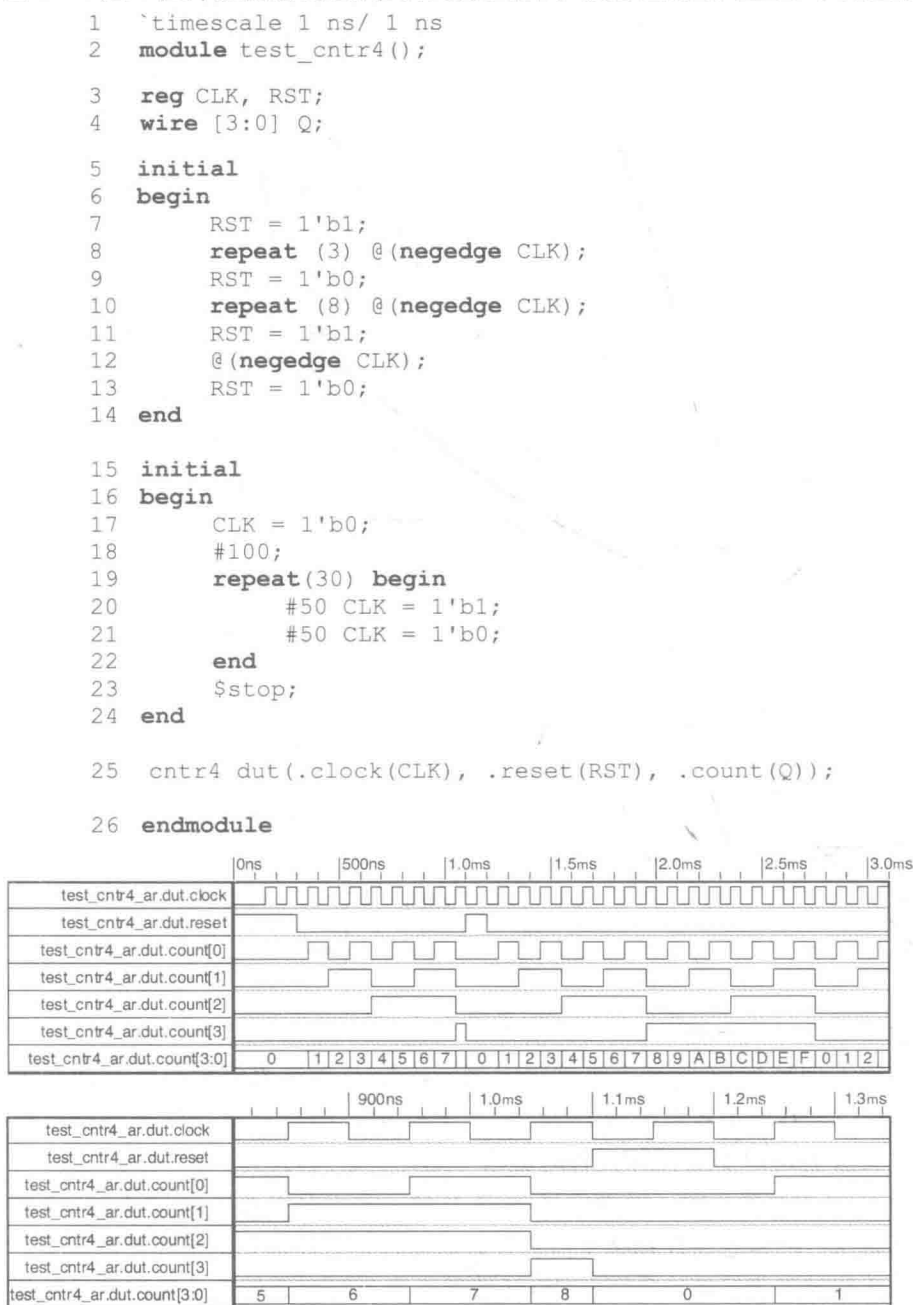 1 `timescale 1 ns/ 1 ns
2 module test_cntr4();
3 reg CLK, RST;
4 wire [3:0] Q;
5 initial
6 begin
7 RST = 1'b1;
8 repeat (3) @(negedge CLK);
9 RST = 1'b0;
10 repeat (8) @(negedge CLK);
11 RST = 1'b1;
12 @(negedge CLK);
13 RST = 1'b0;
14 end
15 initial
16 begin
17 CLK = 1'b0;
18 #100;
19 repeat(30) begin
20 #50 CLK = 1'b1;
21 #50 CLK = 1'b0;
22 end
23 $stop;
24 end
25 cntr4 dut(.clock(CLK), .reset(RST), .count(Q));
26 endmodule
0ns 500ns 1.0ms 1.5ms 2.0ms 2.5ms 3.0ms
test_cntr4_ar.dut.clock
test_cntr4_ar.dut.reset
test_cntr4_ar.dut.count[0]
test_cntr4_ar.dut.count[1]
test_cntr4_ar.dut.count[2]
test_cntr4_ar.dut.count[3]
test_cntr4_ar.dut.count[3:0] 0 1 2 3 4 5 6 7 0 1 2 3 4 5 6 7 8 9 A B C D E F 0 1 2
900ns 1.0ms 1.1ms 1.2ms 1.3ms
test_cntr4_ar.dut.clock
test_cntr4_ar.dut.reset
test_cntr4_ar.dut.count[0]
test_cntr4_ar.dut.count[1]
test_cntr4_ar.dut.count[2]
test_cntr4_ar.dut.count[3]
test_cntr4_ar.dut.count[3:0] 5 6 7 8 0 1